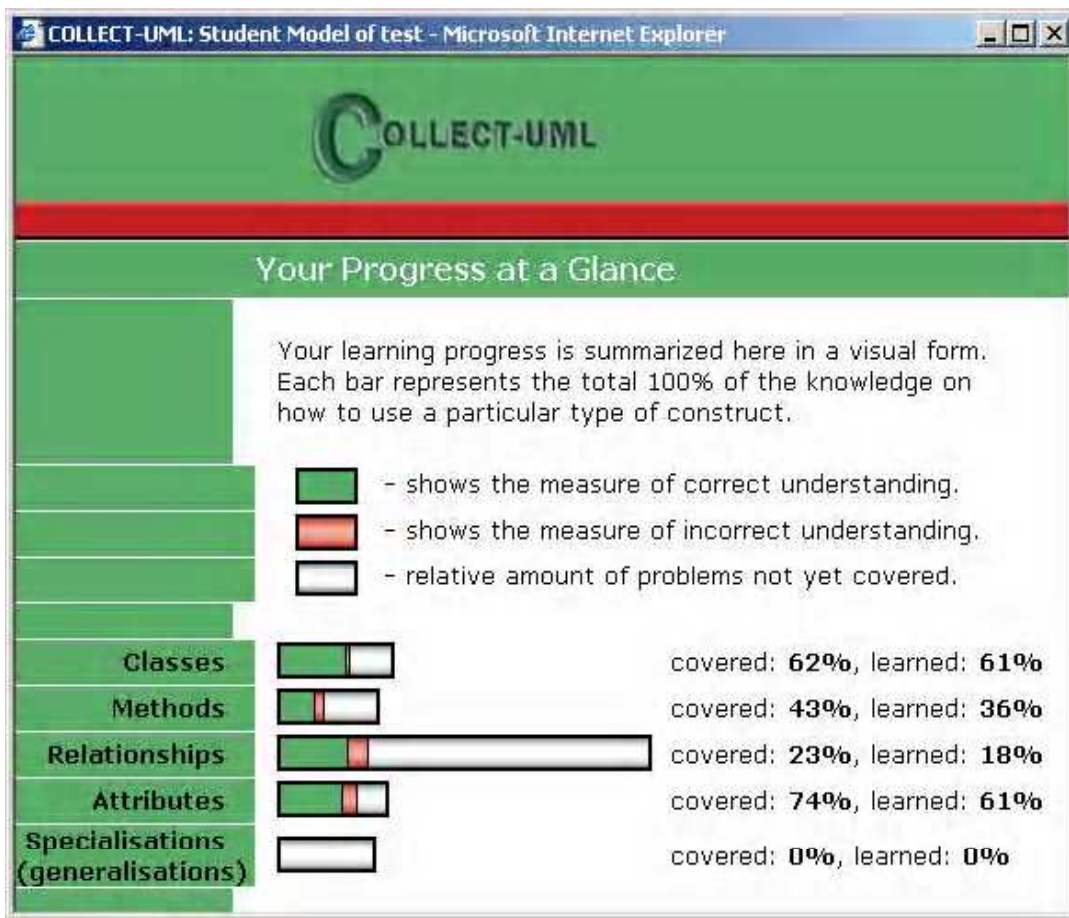 COLLECT-UML: Student Model of test - Microsoft Internet Explorer
COLLECT-UML
Your Progress at a Glance
Your learning progress is summarized here in a visual form.
Each bar represents the total 100% of the knowledge on
how to use a particular type of construct.
- shows the measure of correct understanding.
- shows the measure of incorrect understanding.
- relative amount of problems not yet covered.
Classes covered: 62%, learned: 61%
Methods covered: 43%, learned: 36%
Relationships covered: 23%, learned: 18%
Attributes covered: 74%, learned: 61%
Specialisations
(generalisations) covered: 0%, learned: 0%